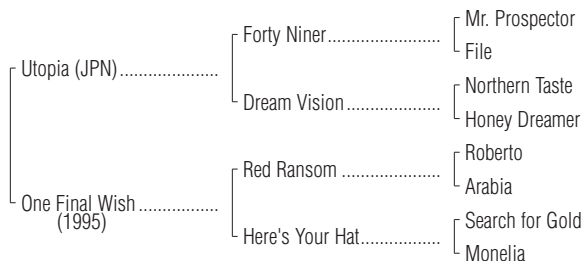 Mr. Prospector
Forty Niner........................
File
Utopia (JPN)....................
Northern Taste
Dream Vision....................
Honey Dreamer
Roberto
Red Ransom ....................
Arabia
One Final Wish ................
(1995)
Search for Gold
Here's Your Hat................
Monelia